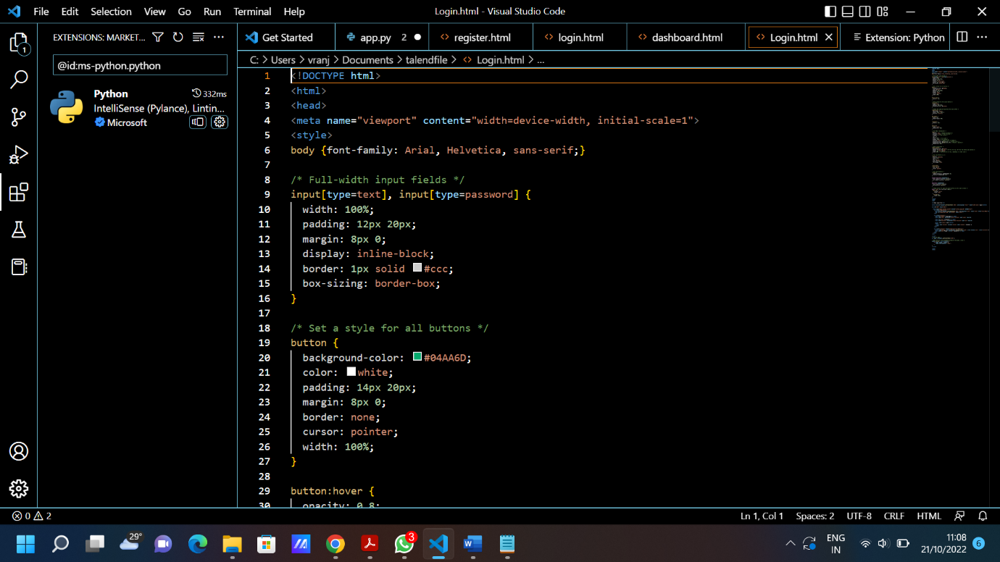 File Edit Selection View Go Run Terminal Help
Login.html - Visual Studio Code
EXTENSIONS: MARKET...
Get Started
app.py 2
register.html
login.html
dashboard.html
Login.html
Extension: Python
1
@id:ms-python.python
C: > Users > vranj > Documents > talendfile > Login.html > ...
Python 332ms
IntelliSense (Pylance), Lintin...
Microsoft
1 <!DOCTYPE html>
2 <html>
3 <head>
4 <meta name="viewport" content="width=device-width, initial-scale=1">
5 <style>
6 body {font-family: Arial, Helvetica, sans-serif;}
7
8 /* Full-width input fields */
9 input[type=text], input[type=password] {
10 width: 100%;
11 padding: 12px 20px;
12 margin: 8px 0;
13 display: inline-block;
14 border: 1px solid #ccc;
15 box-sizing: border-box;
16 }
17
18 /* Set a style for all buttons */
19 button {
20 background-color: #04AA6D;
21 color: white;
22 padding: 14px 20px;
23 margin: 8px 0;
24 border: none;
25 cursor: pointer;
26 width: 100%;
27 }
28
29 button:hover {
30 opacity: 0.8;
0 2
Ln 1, Col 1 Spaces: 2 UTF-8 CRLF HTML
29°
3
ENG
IN
11:08
21/10/2022
6